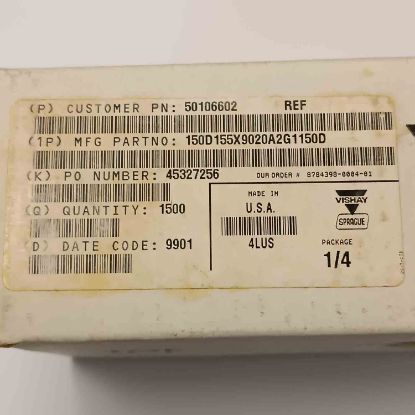 (P) CUSTOMER PN: 50106602 REF
(1P) MFG PARTNO: 150D155X9020A2G1150D
(K) PO NUMBER: 45327256
OUR ORDER # 8784398-0004-01
(Q) QUANTITY: 1500
MADE IN
U.S.A.
4LUS
VISHAY
SPRAGUE
(D) DATE CODE: 9901
PACKAGE
1/4